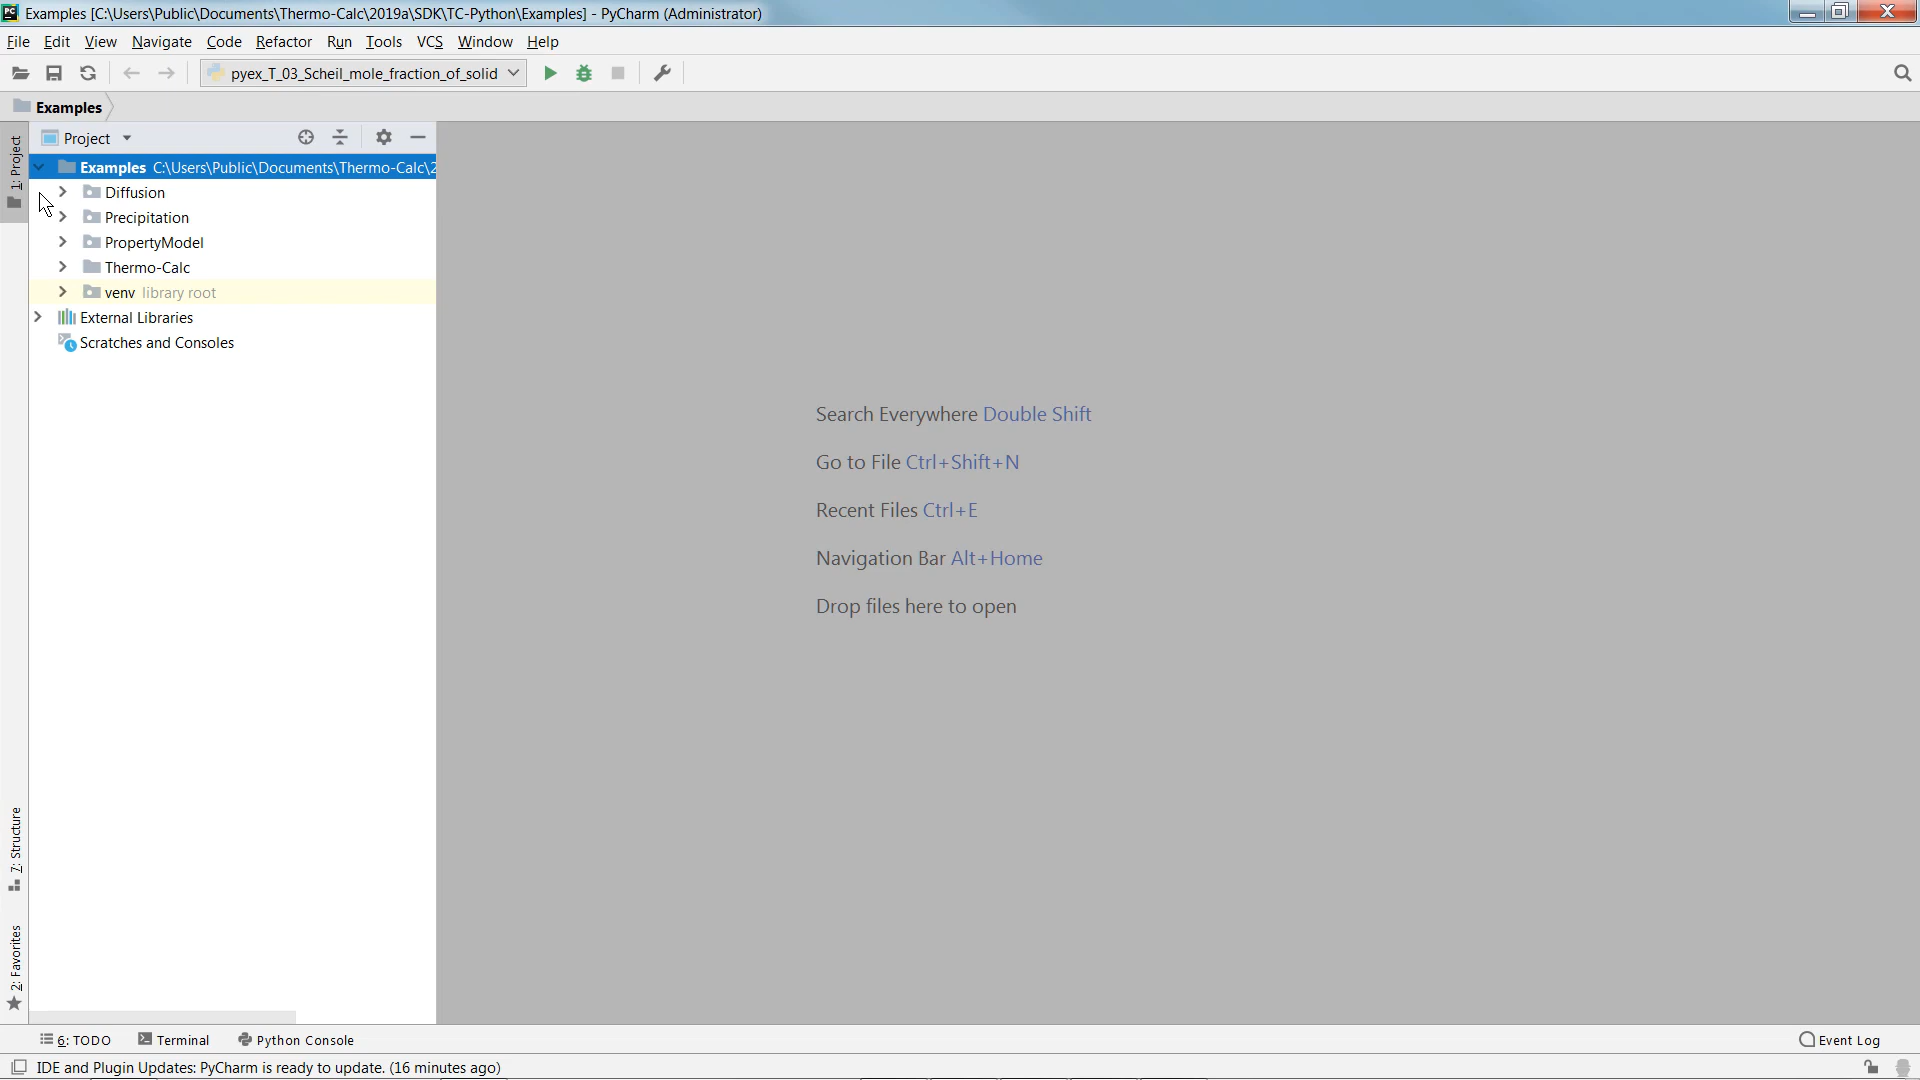 PC Examples [C:\Users\Public\Documents\Thermo-Calc\2019a\SDK\TC-Python\Examples] - PyCharm (Administrator)
File Edit View Navigate Code Refactor Run Tools VCS Window Help
pyex_T_03_Scheil_mole_fraction_of_solid
Examples
1: Project
Project
Examples C:\Users\Public\Documents\Thermo-Calc\2
Diffusion
Precipitation
PropertyModel
Thermo-Calc
venv library root
External Libraries
Scratches and Consoles
Search Everywhere Double Shift
Go to File Ctrl+Shift+N
Recent Files Ctrl+E
Navigation Bar Alt+Home
Drop files here to open
7: Structure
2: Favorites
6: TODO Terminal Python Console Event Log
IDE and Plugin Updates: PyCharm is ready to update. (16 minutes ago)